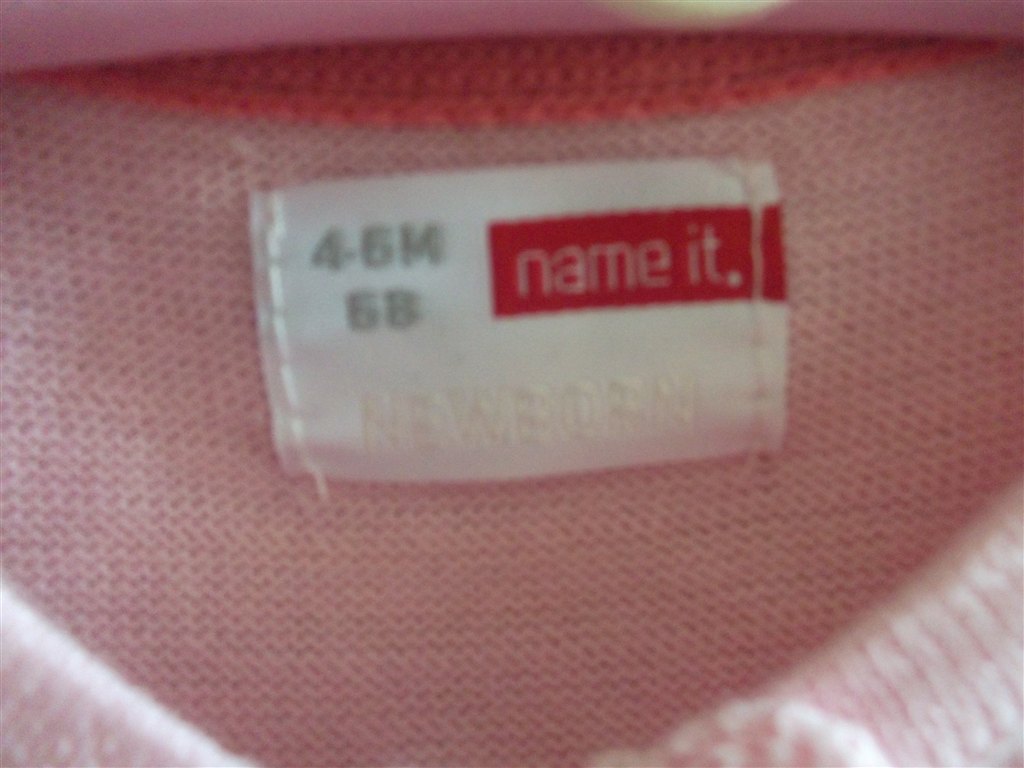 4-6M
68
name it.
NEWBORN